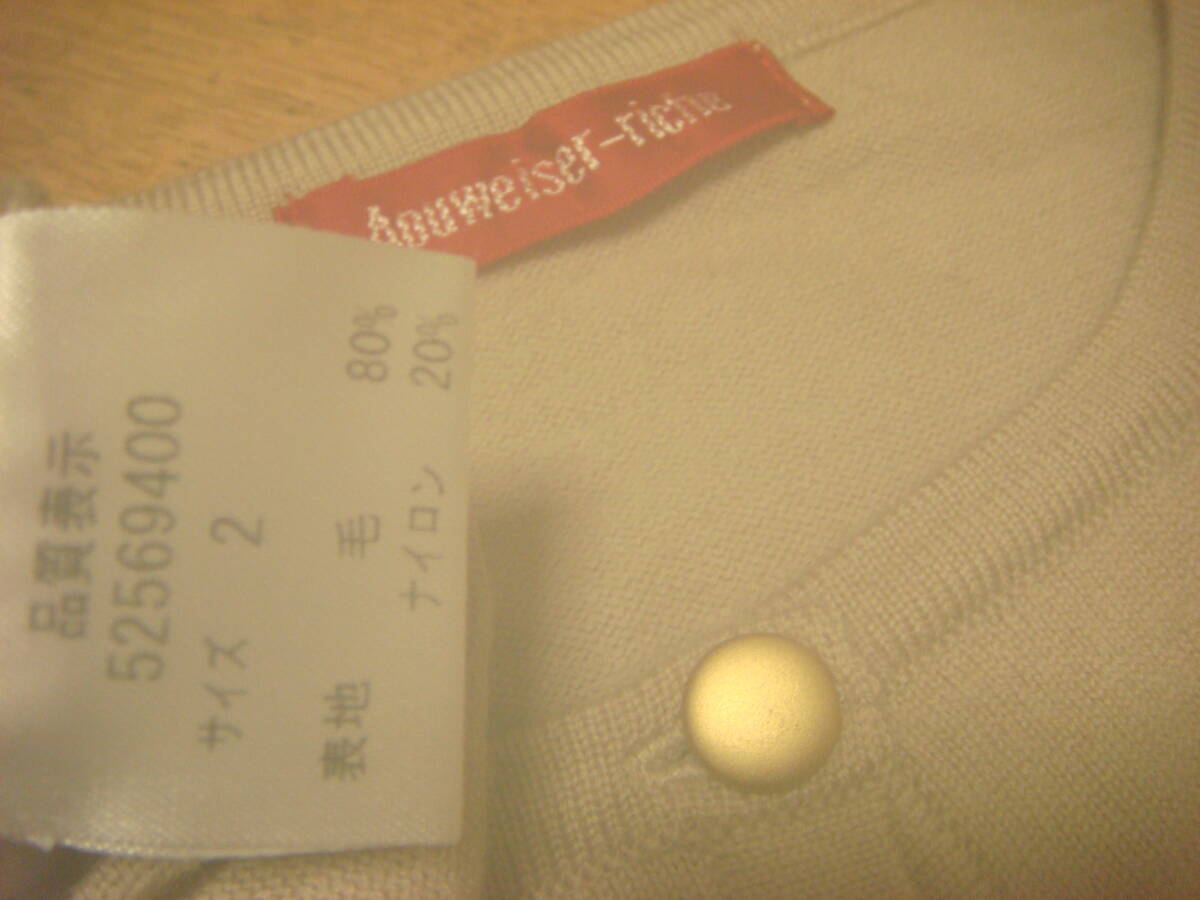 Aouweiser-riche
品質表示
52569400
サイズ 2
表地 毛 80%
ナイロン 20%